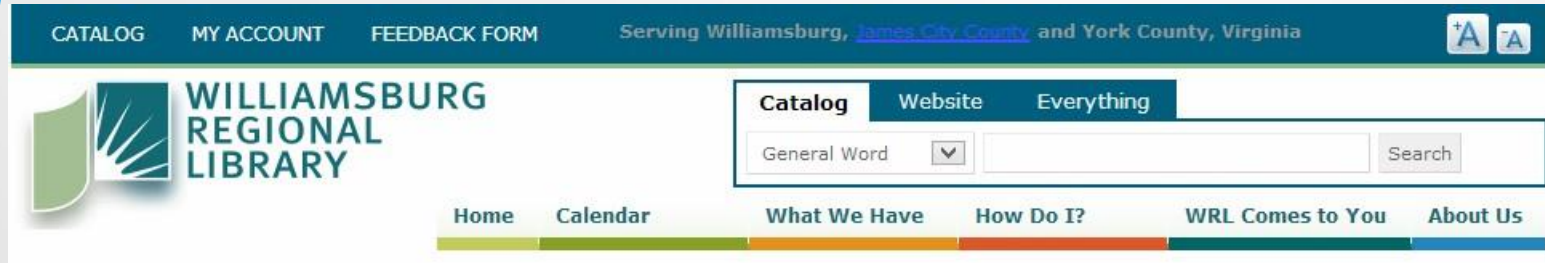 CATALOG MY ACCOUNT FEEDBACK FORM Serving Williamsburg, James City County and York County, Virginia +A -A
WILLIAMSBURG
REGIONAL
LIBRARY
Catalog Website Everything
General Word Search
Home Calendar What We Have How Do I? WRL Comes to You About Us